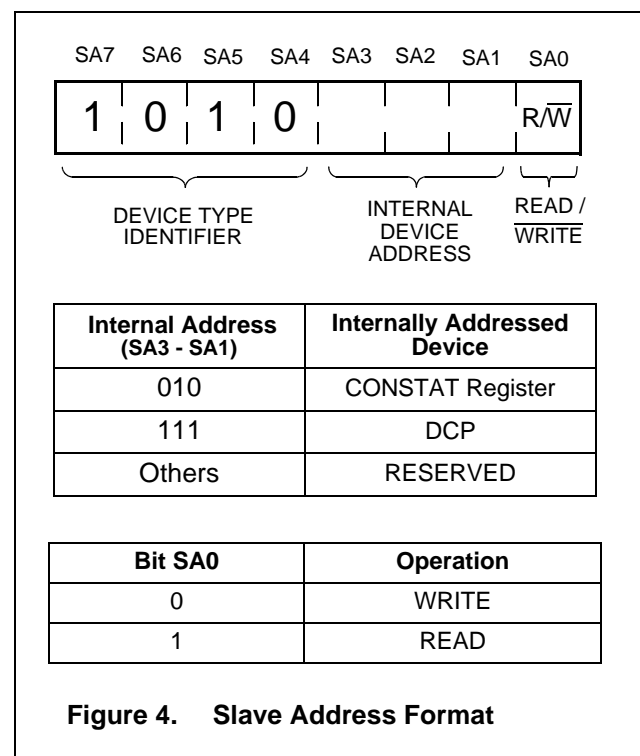 SA7 SA6 SA5 SA4 SA3 SA2 SA1 SA0
1 0 1 0 R/W̅
DEVICE TYPE
IDENTIFIER
INTERNAL
DEVICE
ADDRESS
READ /
W̅R̅I̅T̅E̅
Internal Address
(SA3 - SA1)
Internally Addressed
Device
010 CONSTAT Register
111 DCP
Others RESERVED
Bit SA0 Operation
0 WRITE
1 READ
Figure 4. Slave Address Format